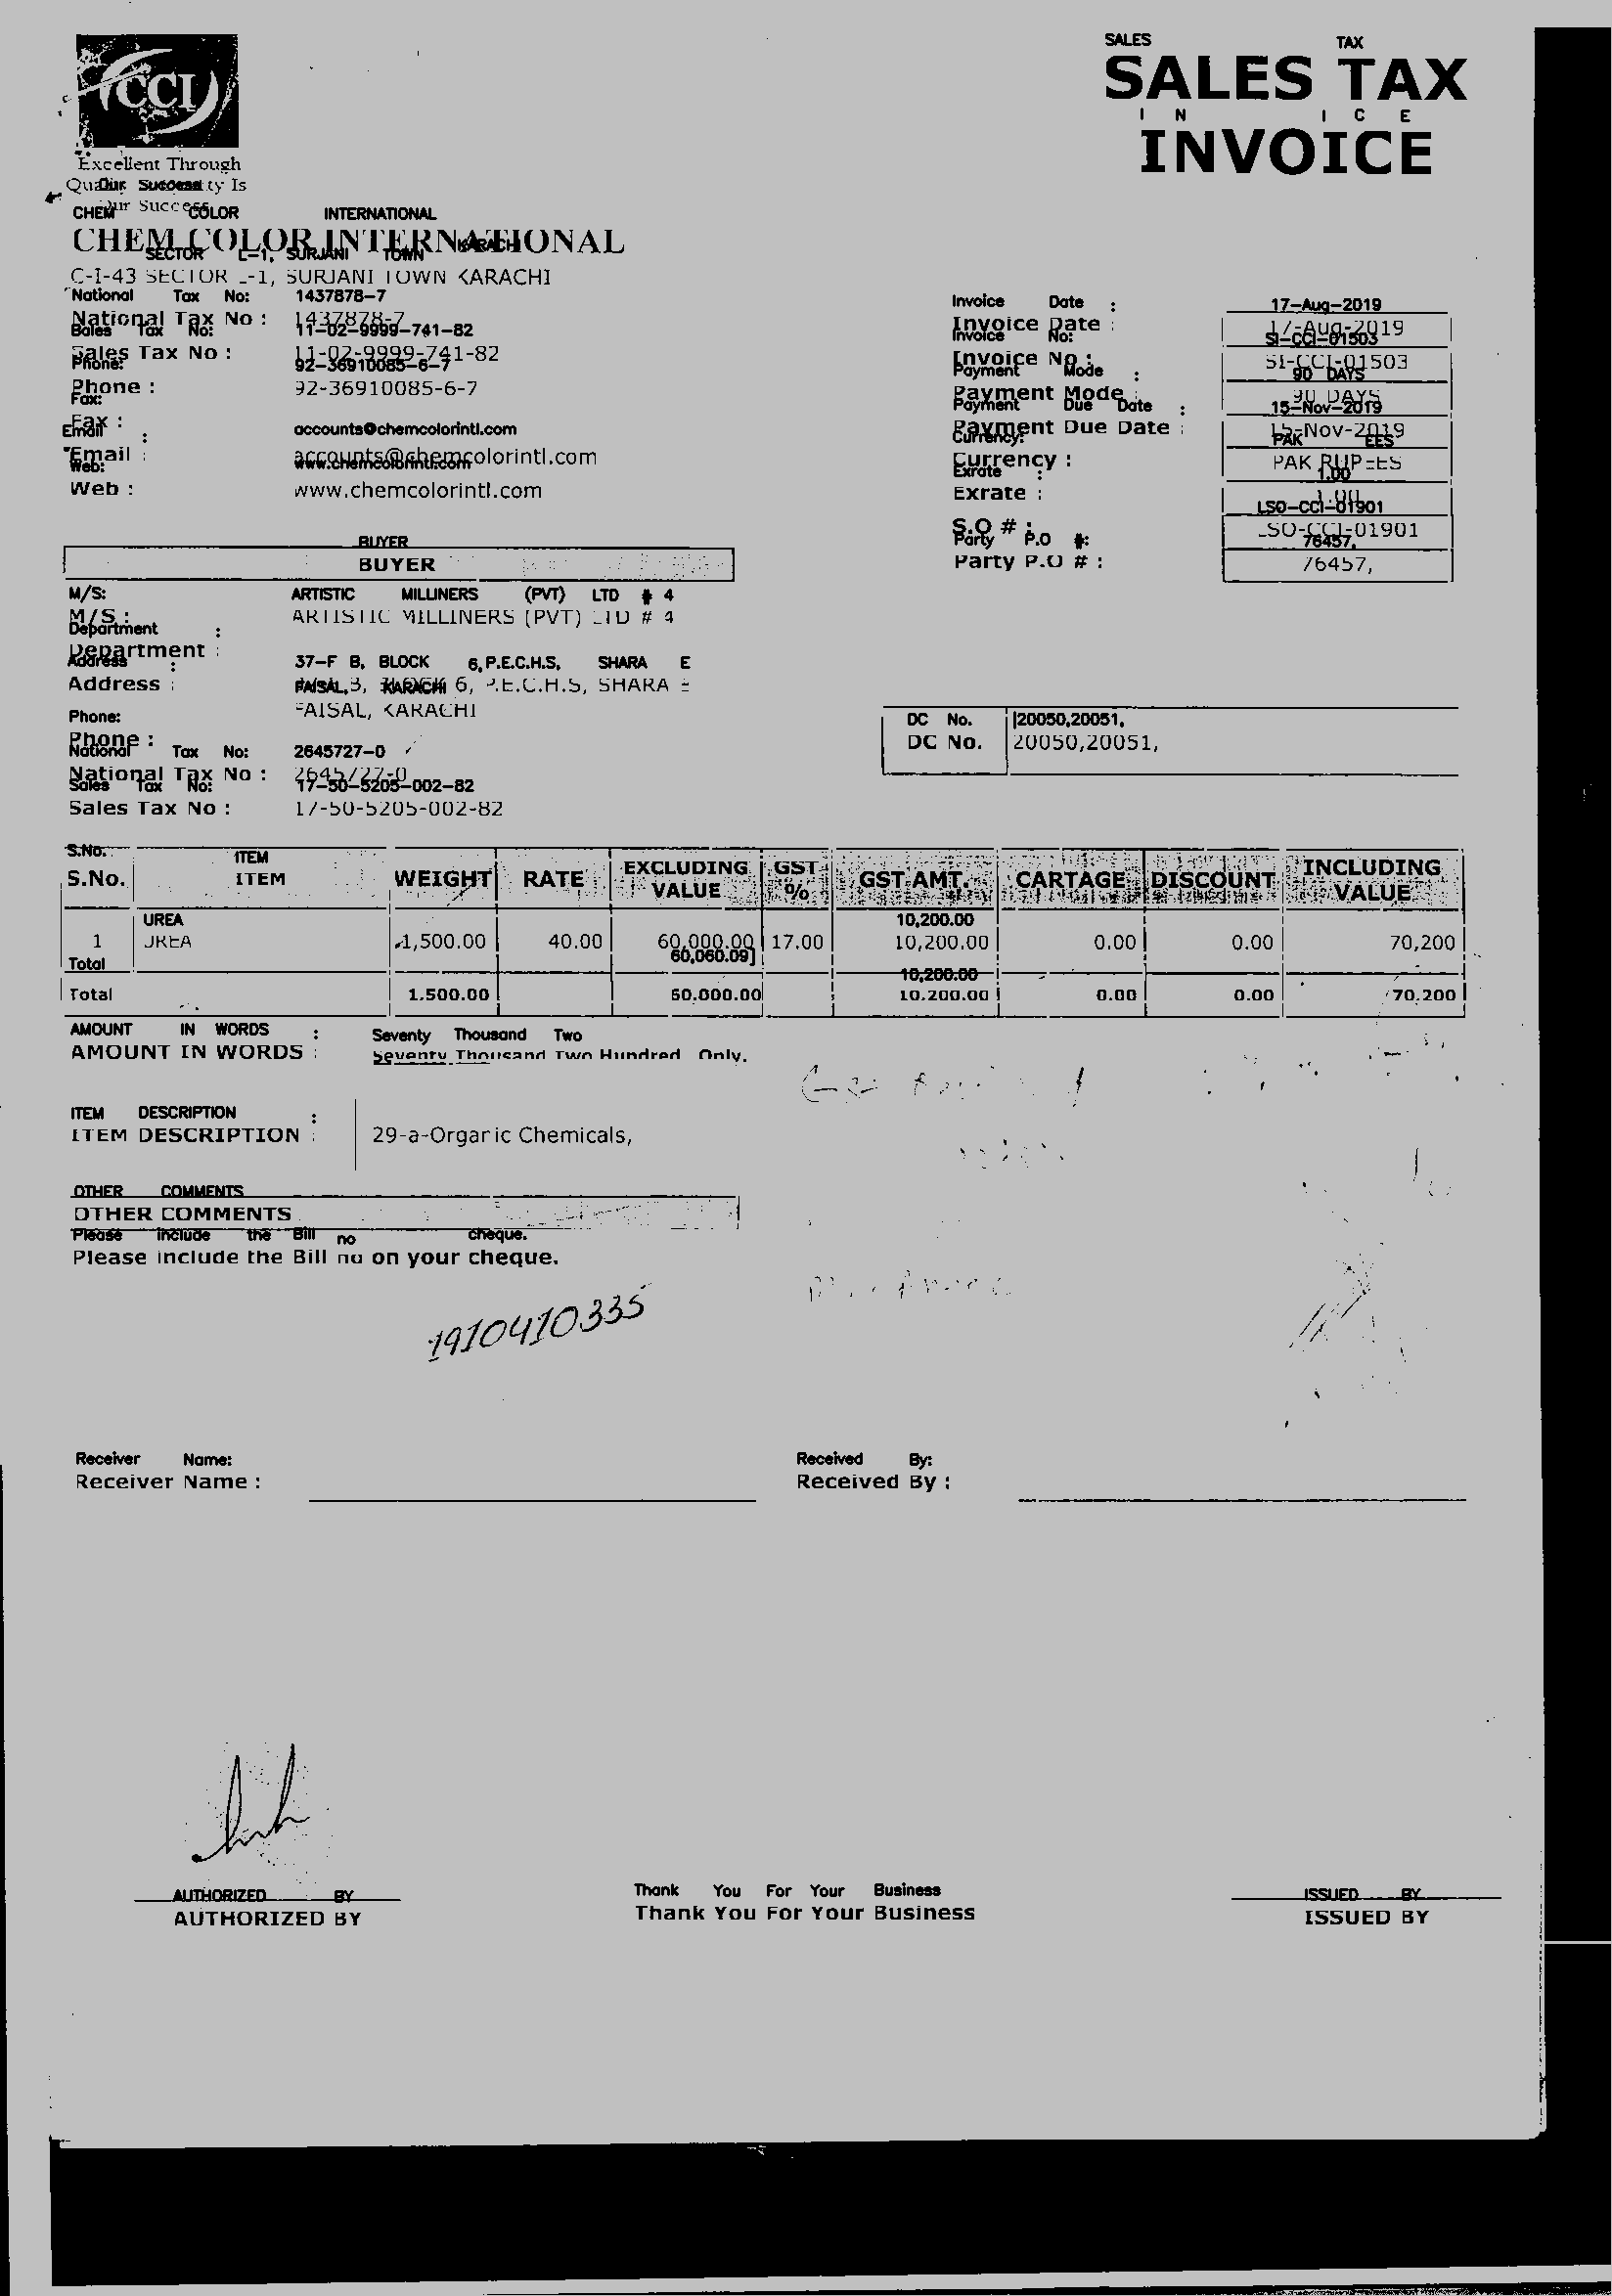 CCI
Excellent Through
Quality Is
Our Success
SALES TAX
INVOICE
CHEM COLOR INTERNATIONAL
C-I-43 SECTOR L-1, SURJANI TOWN KARACHI
National Tax No : 1437878-7
Sales Tax No : 11-02-9999-741-82
Phone : 92-36910085-6-7
Fax :
Email : accounts@chemcolorintl.com
Web : www.chemcolorintl.com
Invoice Date : 17-Aug-2019
Invoice No : SI-CCI-01503
Payment Mode : 90 DAYS
Payment Due Date : 15-Nov-2019
Currency : PAK RUPEES
Exrate : 1.00
S.O # : LSO-CCI-01901
Party P.O # : 76457,
BUYER
M/S : ARTISTIC MILLINERS (PVT) LTD # 4
Department :
Address : 37-F B, BLOCK 6, P.E.C.H.S, SHARA E
FAISAL, KARACHI
Phone :
National Tax No : 2645727-0
Sales Tax No : 17-50-5205-002-82
DC No. 20050,20051,
S.No. ITEM WEIGHT RATE EXCLUDING VALUE GST % GST AMT. CARTAGE DISCOUNT INCLUDING VALUE
1 UREA 1,500.00 40.00 60,000.00 17.00 10,200.00 0.00 0.00 70,200
Total 1,500.00 60,000.00 10,200.00 0.00 0.00 70,200
AMOUNT IN WORDS : Seventy Thousand Two Hundred Only.
ITEM DESCRIPTION : 29-a-Organic Chemicals,
OTHER COMMENTS
Please include the Bill no on your cheque.
1910410335
Receiver Name :
Received By :
AUTHORIZED BY
Thank You For Your Business
ISSUED BY